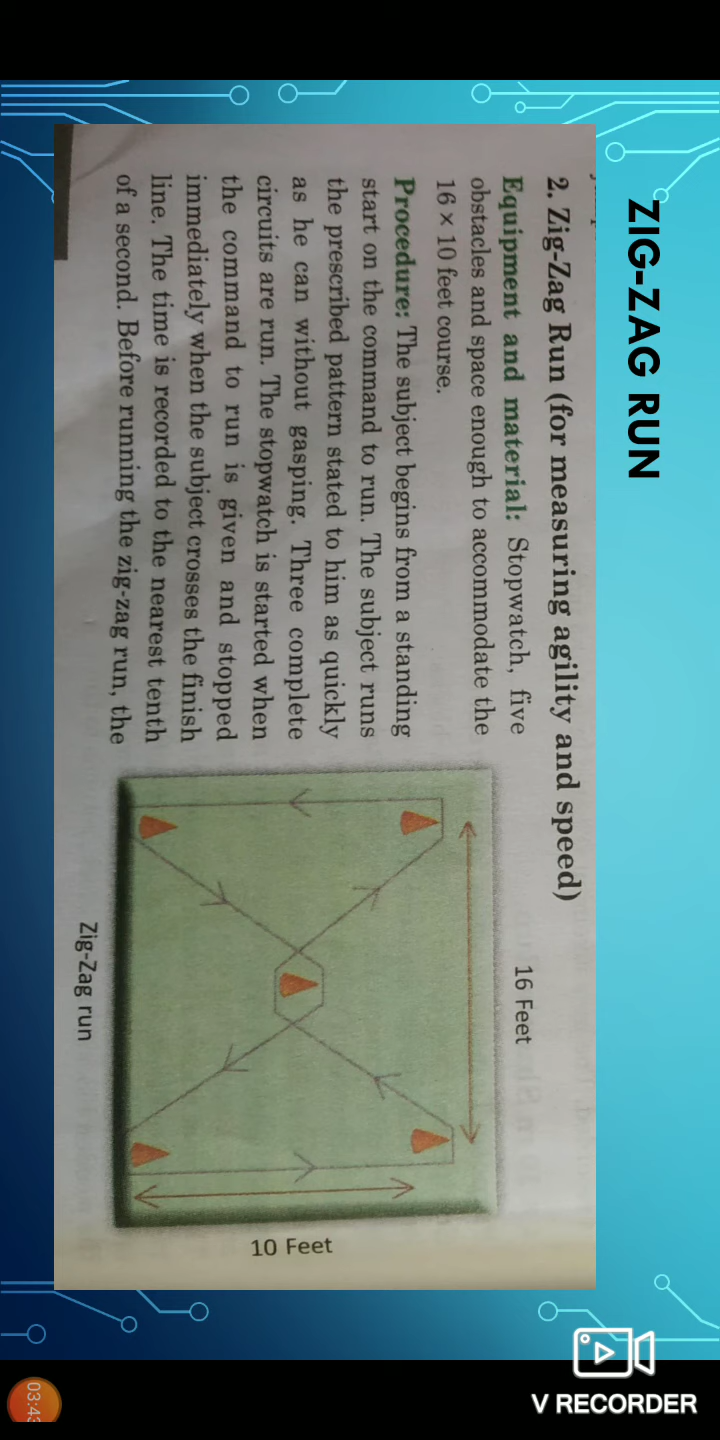 ZIG-ZAG RUN
2. Zig-Zag Run (for measuring agility and speed)
Equipment and material: Stopwatch, five
obstacles and space enough to accommodate the
16 × 10 feet course.
Procedure: The subject begins from a standing
start on the command to run. The subject runs
the prescribed pattern stated to him as quickly
as he can without gasping. Three complete
circuits are run. The stopwatch is started when
the command to run is given and stopped
immediately when the subject crosses the finish
line. The time is recorded to the nearest tenth
of a second. Before running the zig-zag run, the
16 Feet
10 Feet
Zig-Zag run
V RECORDER